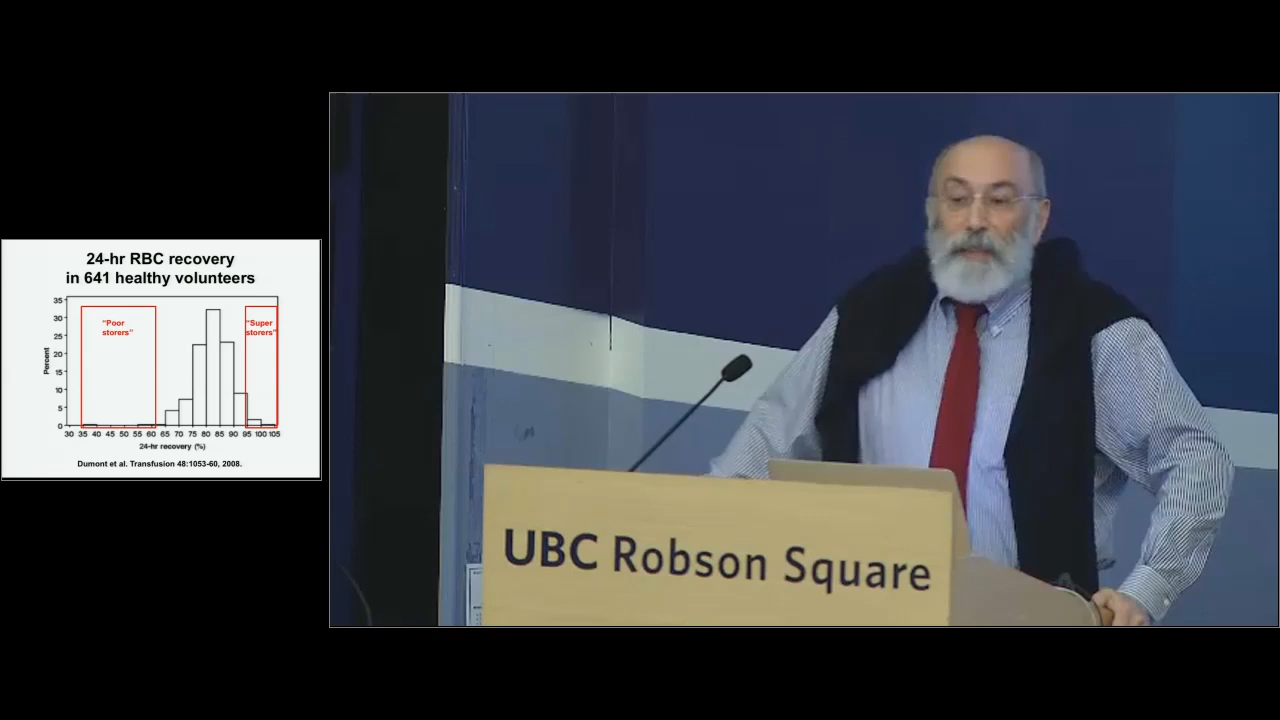 24-hr RBC recovery
in 641 healthy volunteers
35
30
25
20
15
10
5
0
Percent
"Poor
storers"
"Super
storers"
30 35 40 45 50 55 60 65 70 75 80 85 90 95 100 105
24-hr recovery (%)
Dumont et al. Transfusion 48:1053-60, 2008.
UBC Robson Square